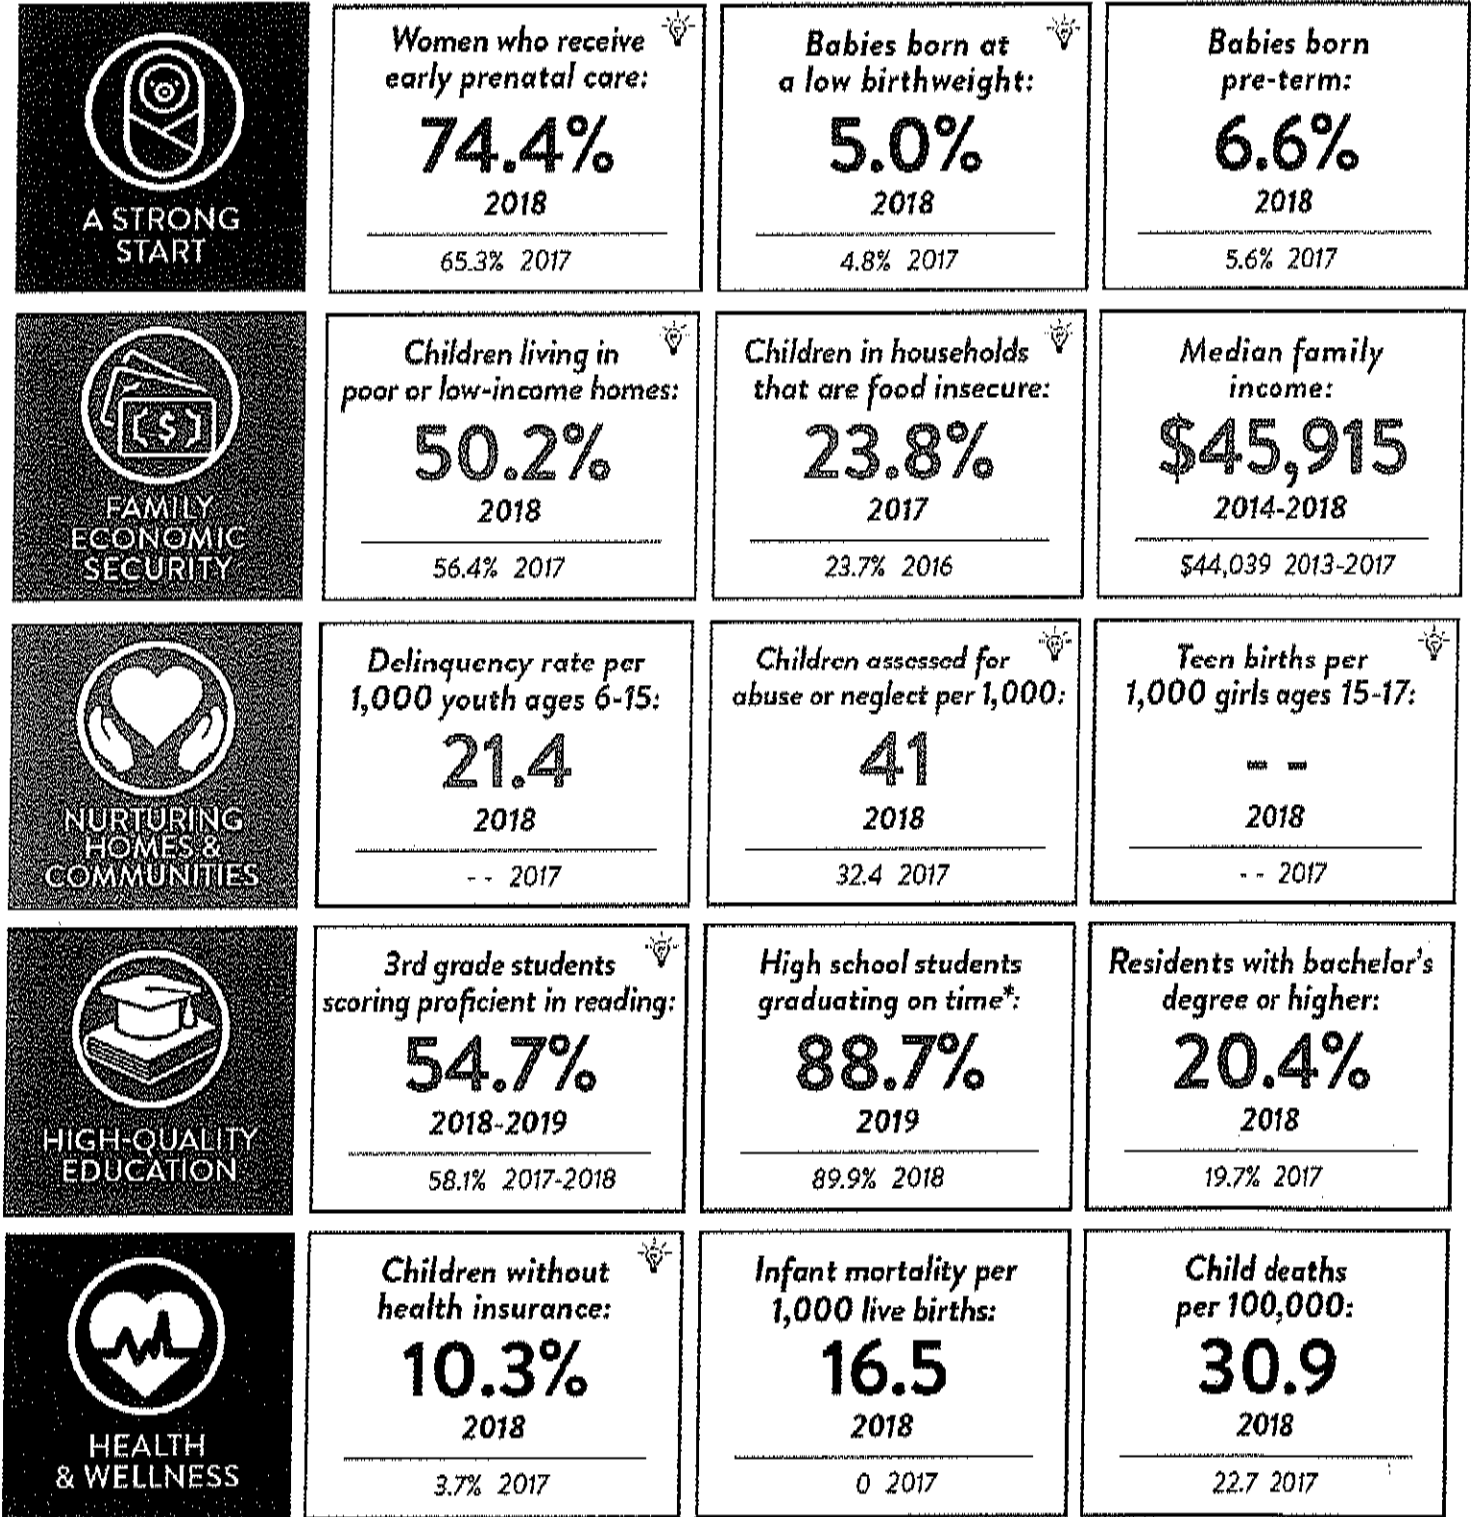 A STRONG
START
Women who receive
early prenatal care:
74.4%
2018
65.3% 2017
Babies born at
a low birthweight:
5.0%
2018
4.8% 2017
Babies born
pre-term:
6.6%
2018
5.6% 2017
FAMILY
ECONOMIC
SECURITY
Children living in
poor or low-income homes:
50.2%
2018
56.4% 2017
Children in households
that are food insecure:
23.8%
2017
23.7% 2016
Median family
income:
$45,915
2014-2018
$44,039 2013-2017
NURTURING
HOMES &
COMMUNITIES
Delinquency rate per
1,000 youth ages 6-15:
21.4
2018
- - 2017
Children assessed for
abuse or neglect per 1,000:
41
2018
32.4 2017
Teen births per
1,000 girls ages 15-17:
- -
2018
- - 2017
HIGH-QUALITY
EDUCATION
3rd grade students
scoring proficient in reading:
54.7%
2018-2019
58.1% 2017-2018
High school students
graduating on time*:
88.7%
2019
89.9% 2018
Residents with bachelor's
degree or higher:
20.4%
2018
19.7% 2017
HEALTH
& WELLNESS
Children without
health insurance:
10.3%
2018
3.7% 2017
Infant mortality per
1,000 live births:
16.5
2018
0 2017
Child deaths
per 100,000:
30.9
2018
22.7 2017